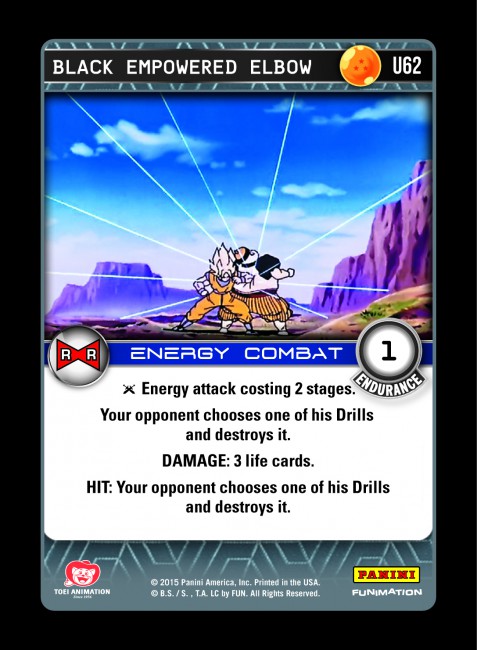 BLACK EMPOWERED ELBOW
U62
R R
ENERGY COMBAT
1
ENDURANCE
Energy attack costing 2 stages.
Your opponent chooses one of his Drills
and destroys it.
DAMAGE: 3 life cards.
HIT: Your opponent chooses one of his Drills
and destroys it.
TOEI ANIMATION
Since 1956
© 2015 Panini America, Inc. Printed in the USA.
© B.S. / S. , T.A. LC by FUN. All Rights Reserved.
PANINI
FUNIMATION